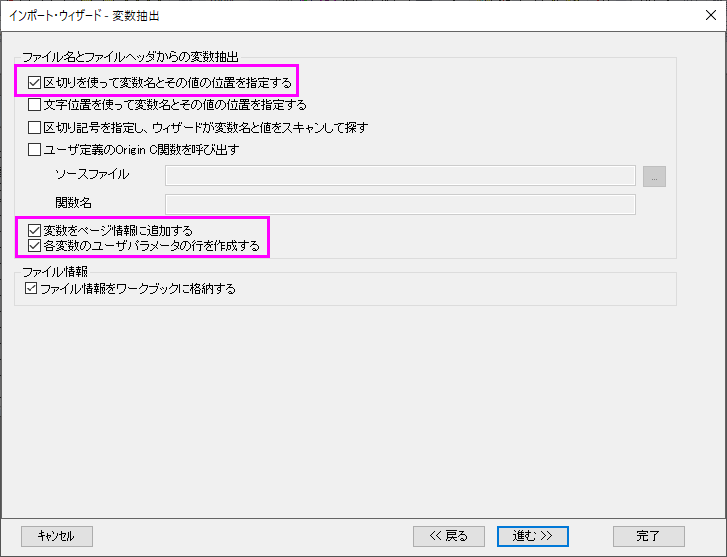 インポート・ウィザード - 変数抽出
ファイル名とファイルヘッダからの変数抽出
区切りを使って変数名とその値の位置を指定する
文字位置を使って変数名とその値の位置を指定する
区切り記号を指定し、ウィザードが変数名と値をスキャンして探す
ユーザ定義のOrigin C関数を呼び出す
ソースファイル
...
関数名
変数をページ情報に追加する
各変数のユーザパラメータの行を作成する
ファイル情報
ファイル情報をワークブックに格納する
キャンセル
<< 戻る
進む >>
完了